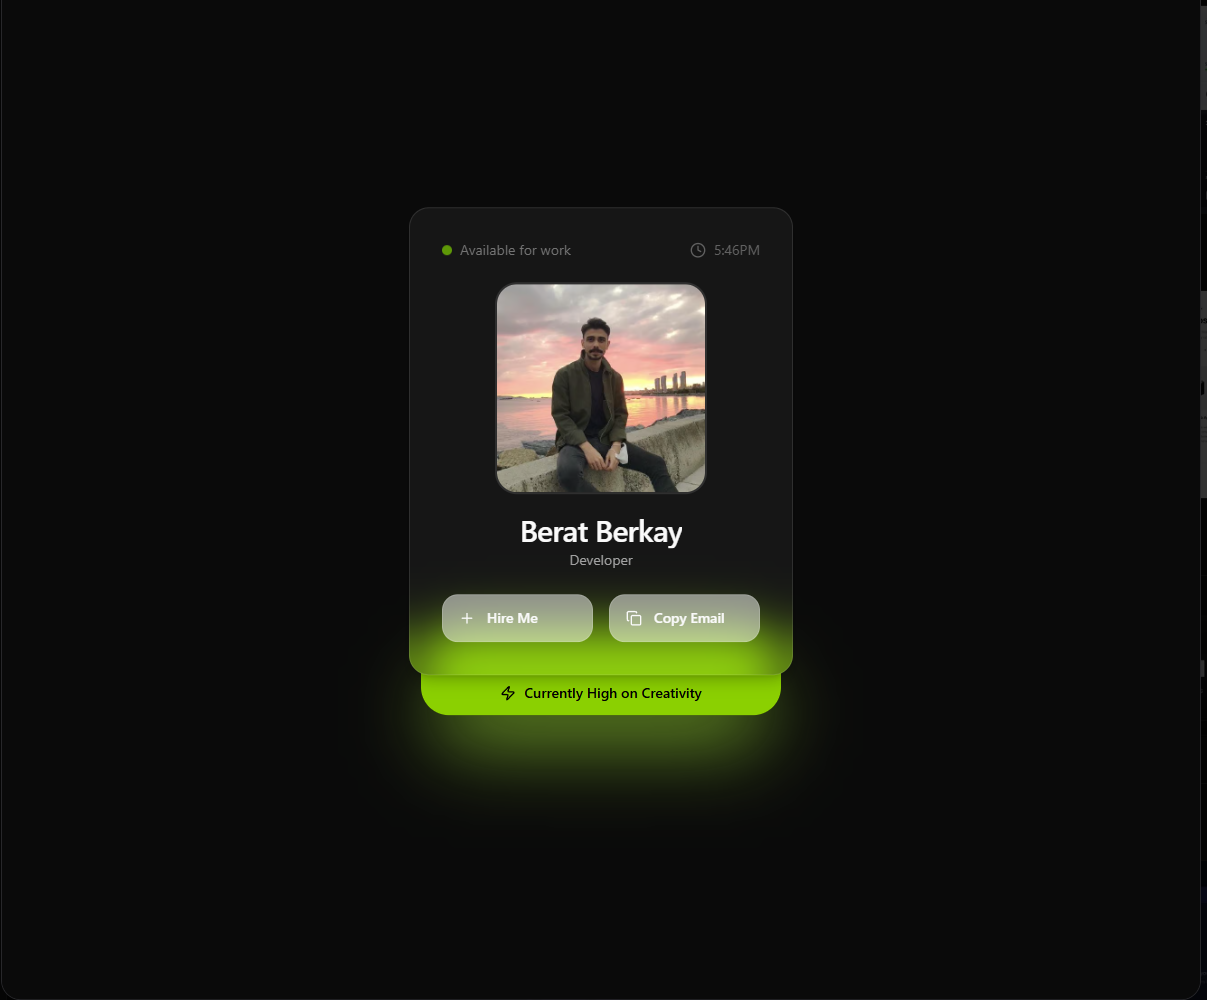 Available for work
5:46PM
Berat Berkay
Developer
Hire Me
Copy Email
Currently High on Creativity